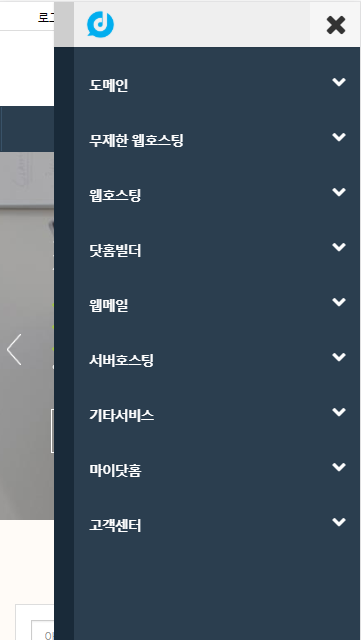 도메인
무제한 웹호스팅
웹호스팅
닷홈빌더
웹메일
서버호스팅
기타서비스
마이닷홈
고객센터